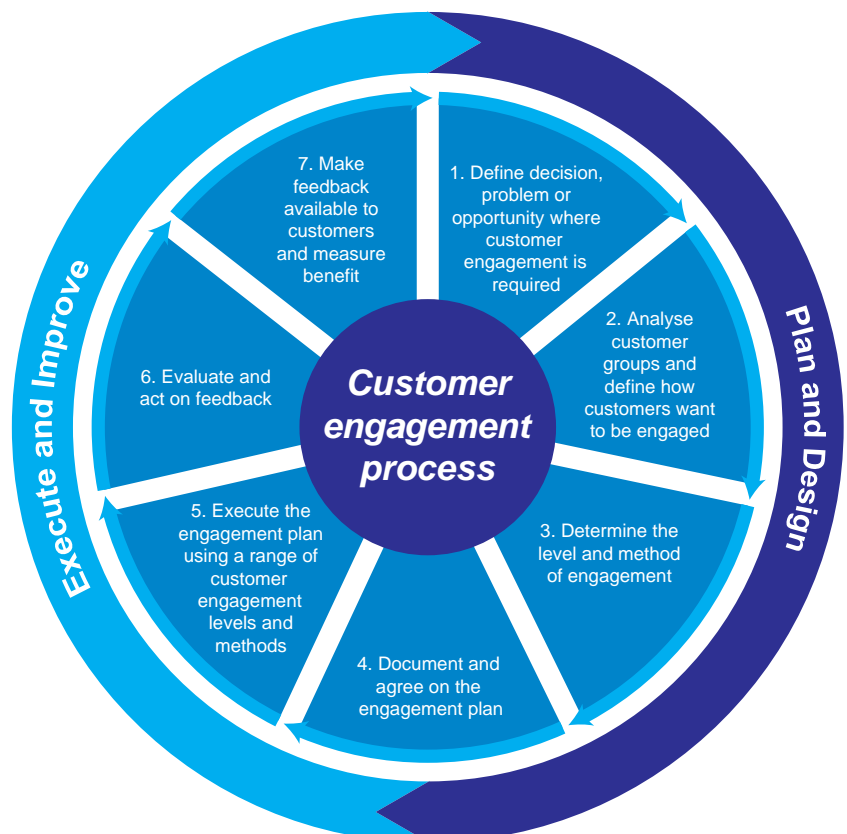 Customer
engagement
process
1. Define decision,
problem or
opportunity where
customer
engagement is
required
2. Analyse
customer
groups and
define how
customers want
to be engaged
3. Determine the
level and method
of engagement
4. Document and
agree on the
engagement plan
5. Execute the
engagement plan
using a range of
customer
engagement
levels and
methods
6. Evaluate and
act on feedback
7. Make
feedback
available to
customers
and measure
benefit
Plan and Design
Execute and Improve